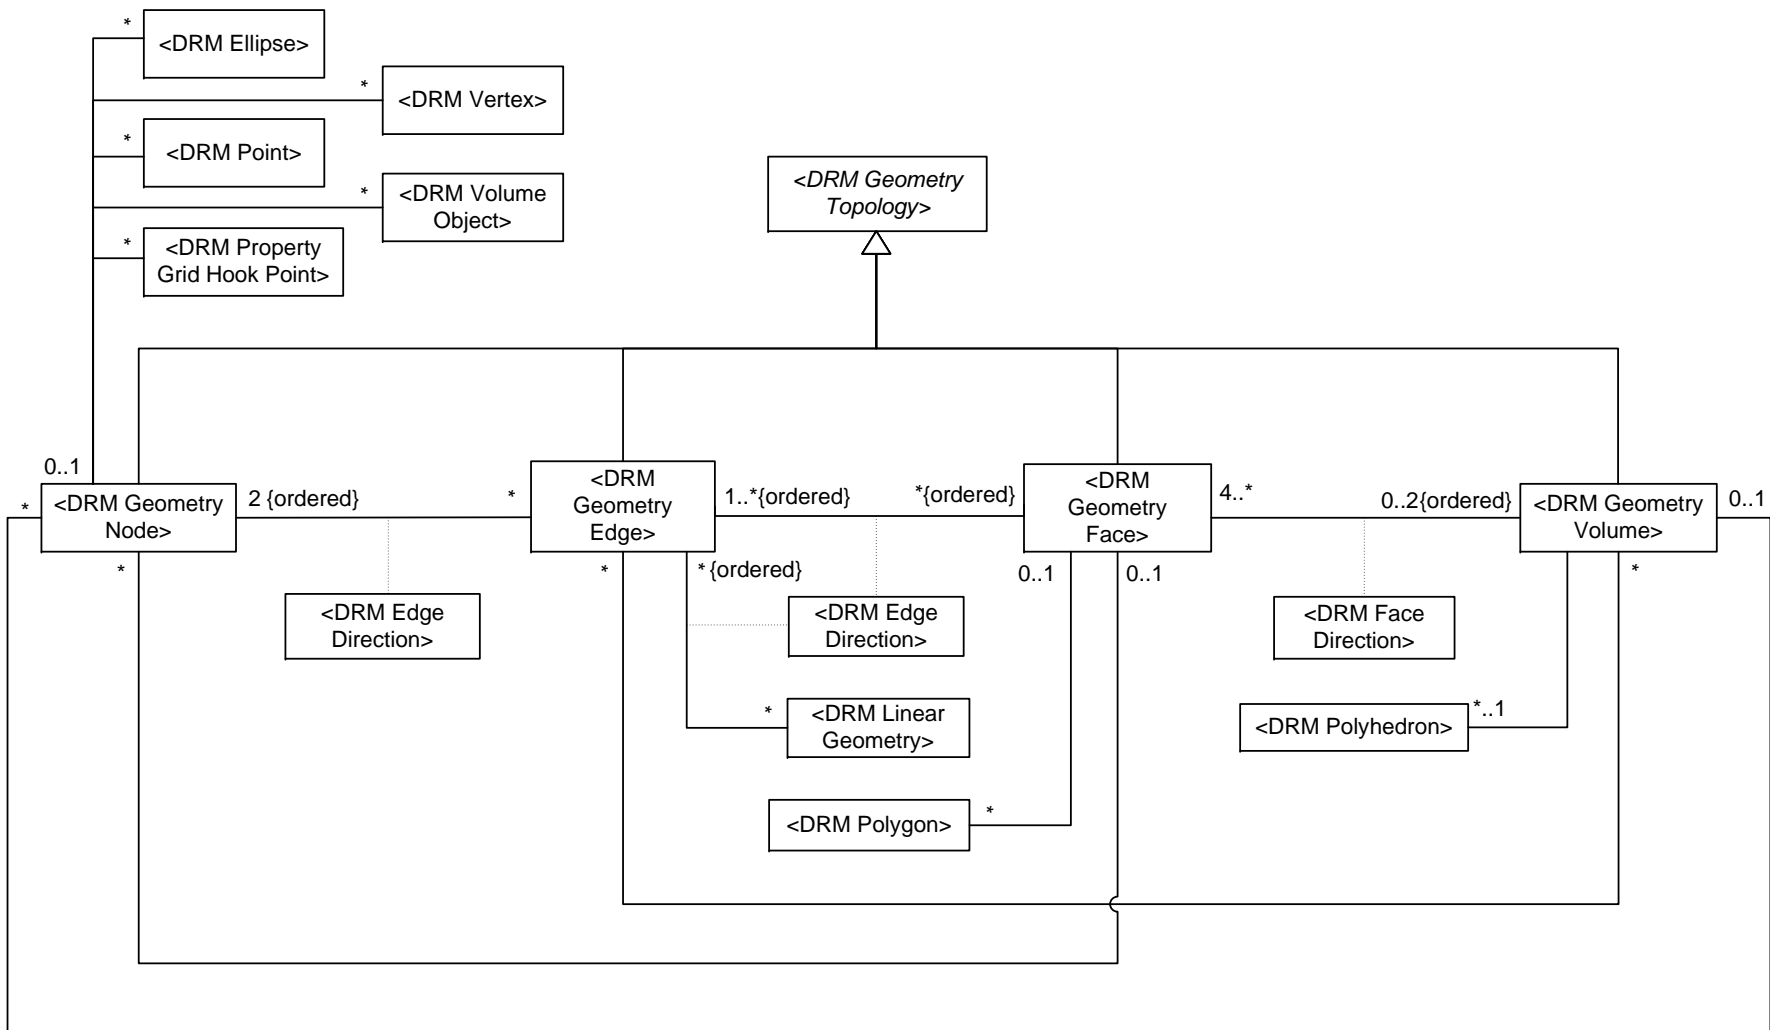 *
<DRM Ellipse>
*
<DRM Vertex>
*
<DRM Point>
*
<DRM Volume
Object>
*
<DRM Property
Grid Hook Point>
<DRM Geometry
Topology>
0..1
*
<DRM Geometry
Node>
2 {ordered}
*
*
<DRM
Geometry
Edge>
1..*{ordered}
*{ordered}
*
* {ordered}
<DRM
Geometry
Face>
4..*
0..2{ordered}
0..1
0..1
<DRM Geometry
Volume>
0..1
*
<DRM Edge
Direction>
<DRM Edge
Direction>
<DRM Face
Direction>
*
<DRM Linear
Geometry>
<DRM Polyhedron>
*..1
<DRM Polygon>
*